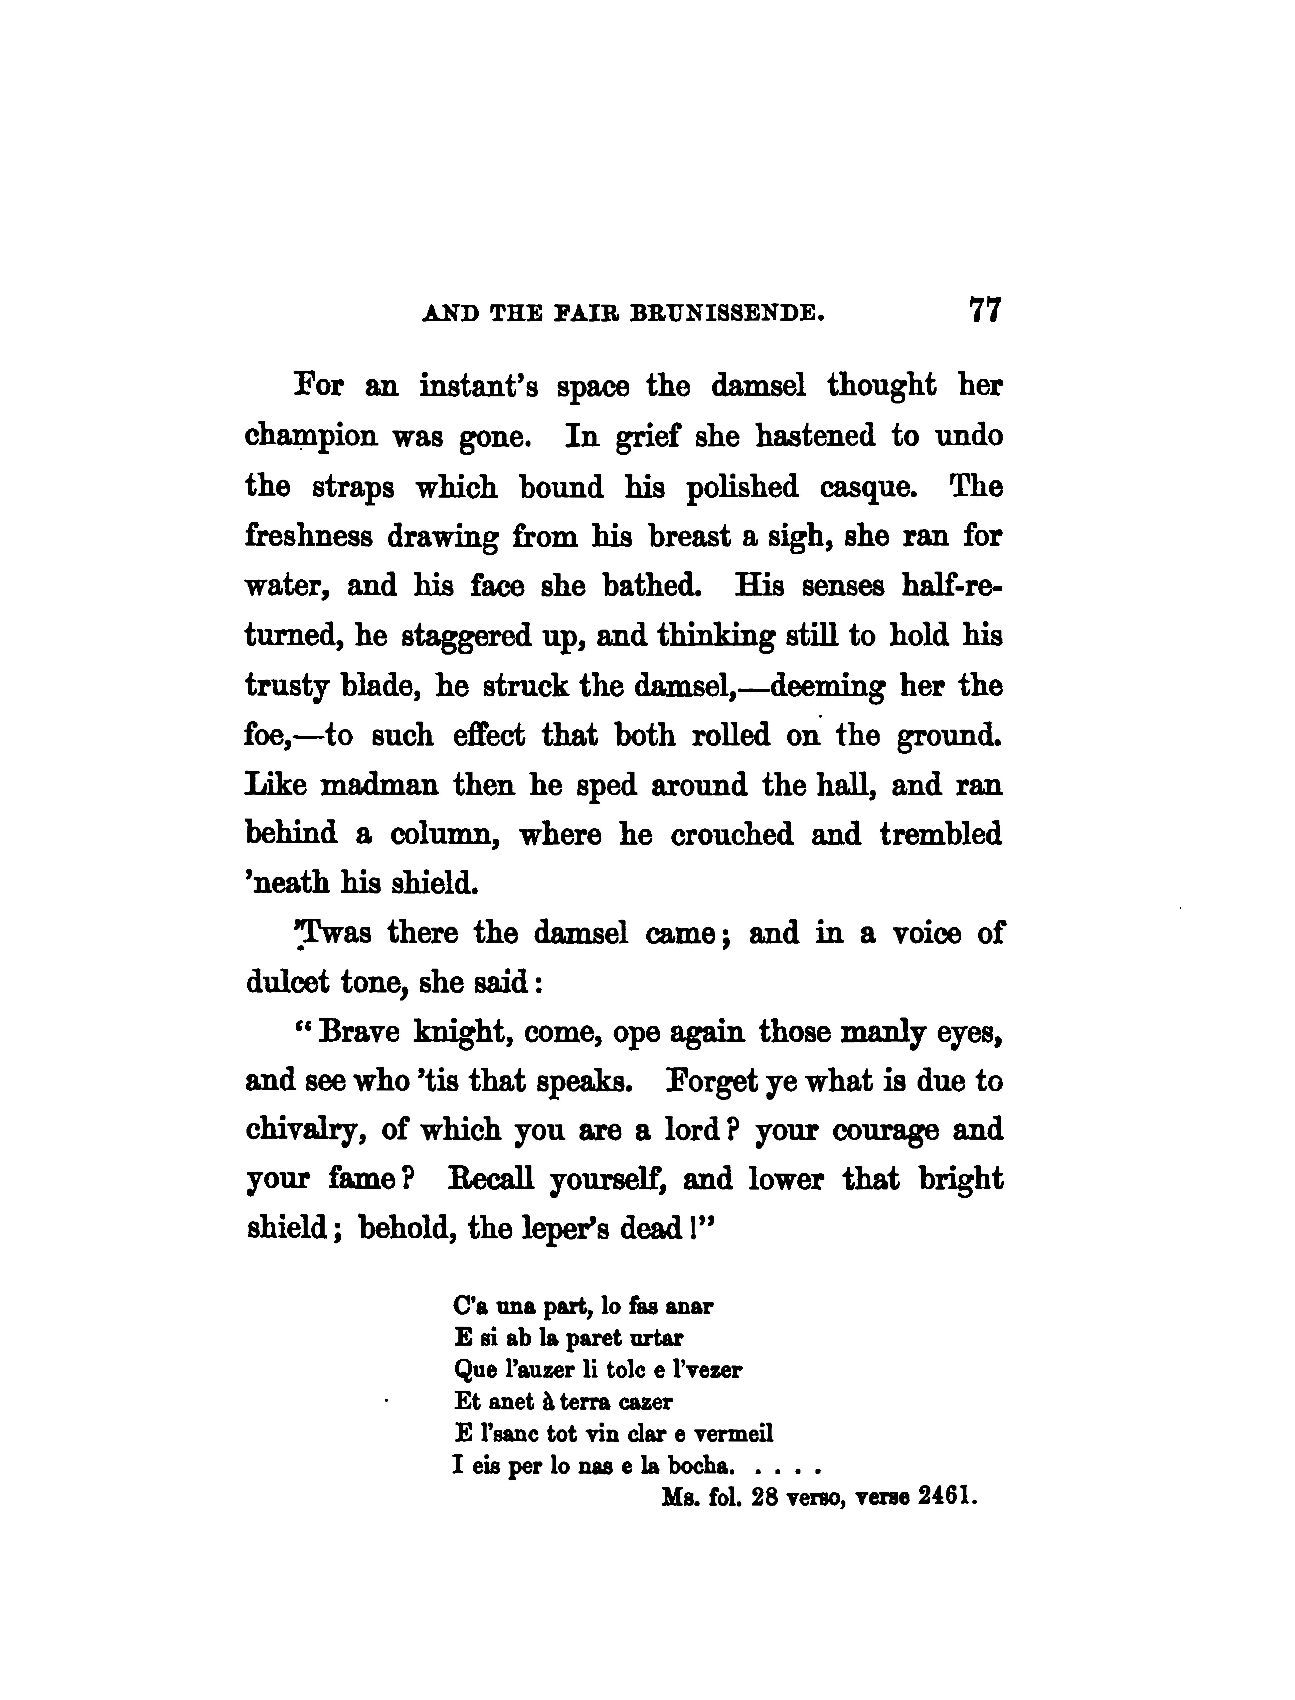 AND THE FAIR BRUNISSENDE. 77
For an instant's space the damsel thought her
champion was gone. In grief she hastened to undo
the straps which bound his polished casque. The
freshness drawing from his breast a sigh, she ran for
water, and his face she bathed. His senses half-re-
turned, he staggered up, and thinking still to hold his
trusty blade, he struck the damsel,—deeming her the
foe,—to such effect that both rolled on the ground.
Like madman then he sped around the hall, and ran
behind a column, where he crouched and trembled
'neath his shield.
'Twas there the damsel came; and in a voice of
dulcet tone, she said:
"Brave knight, come, ope again those manly eyes,
and see who 'tis that speaks. Forget ye what is due to
chivalry, of which you are a lord? your courage and
your fame? Recall yourself, and lower that bright
shield; behold, the leper's dead!"
C'a una part, lo fas anar
E si ab la paret urtar
Que l'auzer li tolc e l'vezer
Et anet à terra cazer
E l'sanc tot vin clar e vermeil
I eis per lo nas e la bocha. . . . .
Ms. fol. 28 verso, verse 2461.